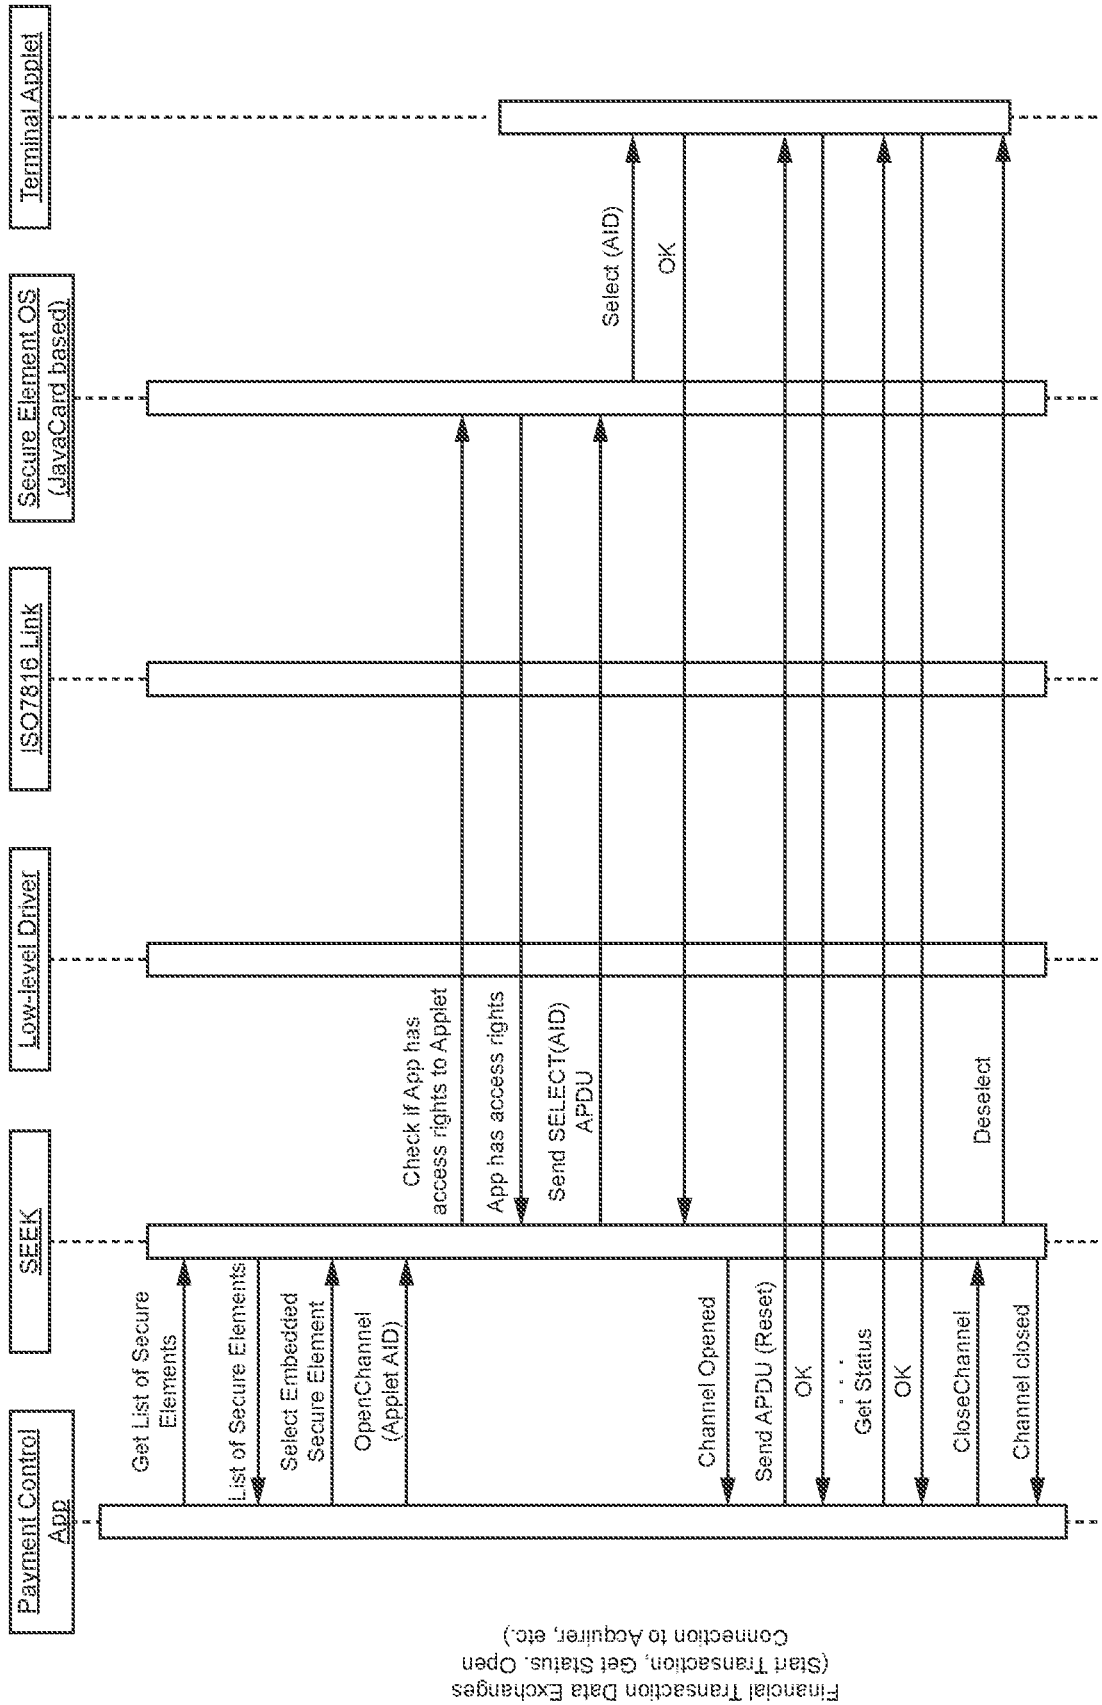 Payment Control
App
SEEK
Low-level Driver
ISO7816 Link
Secure Element OS
(JavaCard based)
Terminal Applet
Get List of Secure
Elements
List of Secure Elements
Select Embedded
Secure Element
OpenChannel
(Applet AID)
Check if App has
access rights to Applet
App has access rights
Send SELECT(AID)
APDU
Select (AID)
OK
Channel Opened
Send APDU (Reset)
OK
. . . .
Get Status
OK
CloseChannel
Deselect
Channel closed
Financial Transaction Data Exchanges
(Start Transaction, Get Status. Open
Connection to Acquirer, etc.)